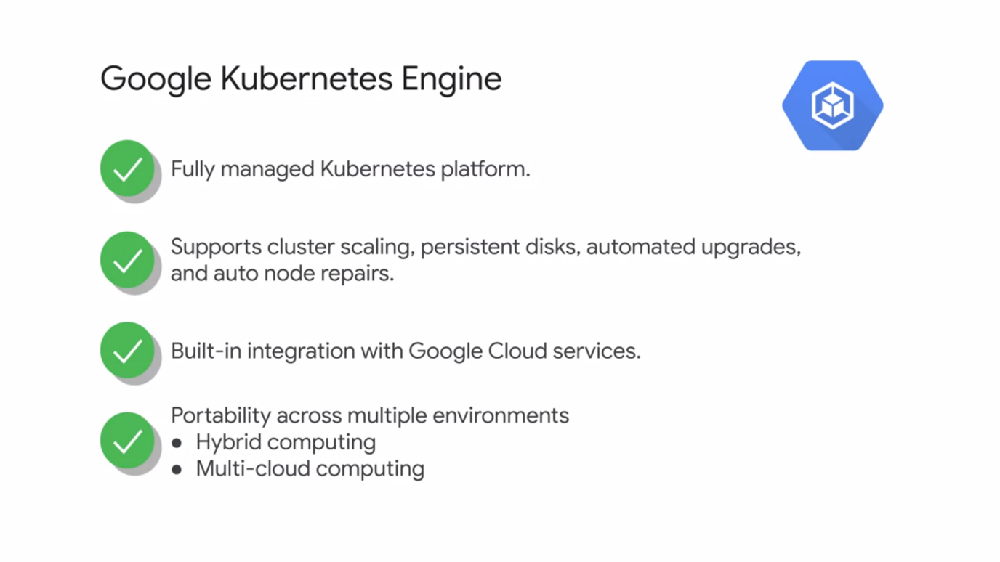 Google Kubernetes Engine
Fully managed Kubernetes platform.
Supports cluster scaling, persistent disks, automated upgrades,
and auto node repairs.
Built-in integration with Google Cloud services.
Portability across multiple environments
● Hybrid computing
● Multi-cloud computing